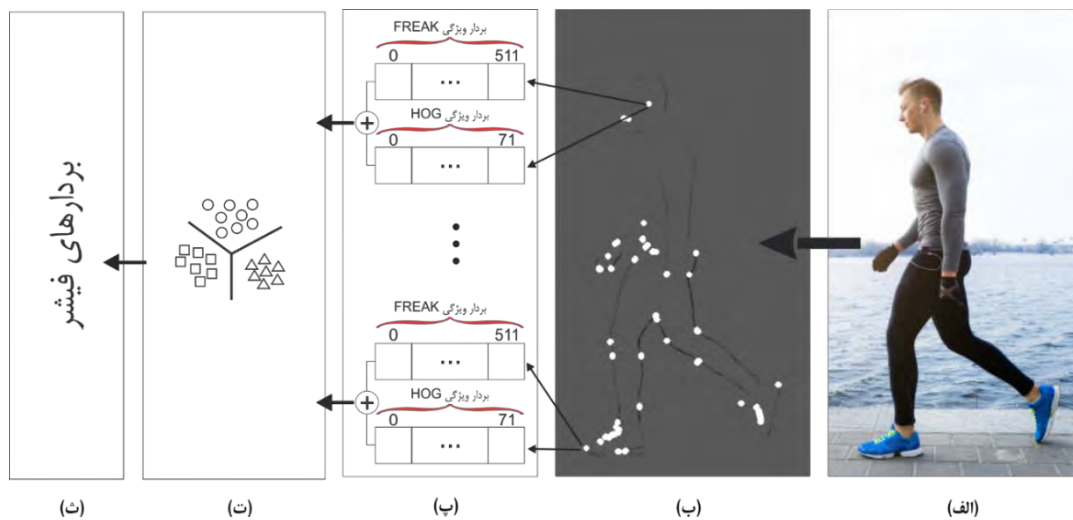 بردار ویژگی FREAK
0 511
...
بردار ویژگی HOG
0 71
...
+
بردار ویژگی FREAK
0 511
...
بردار ویژگی HOG
0 71
...
+
بردارهای فیشر
(الف) (ب) (پ) (ت) (ث)